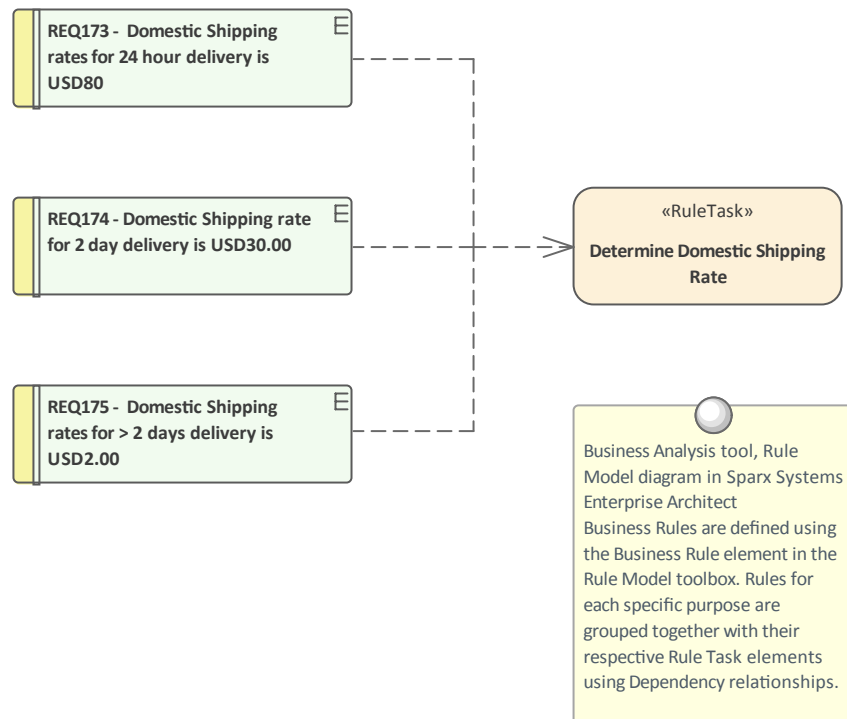 REQ173 -  Domestic Shipping
rates for 24 hour delivery is
USD80
REQ174 - Domestic Shipping rate
for 2 day delivery is USD30.00
REQ175 -  Domestic Shipping
rates for > 2 days delivery is
USD2.00
«RuleTask»
Determine Domestic Shipping
Rate
Business Analysis tool, Rule
Model diagram in Sparx Systems
Enterprise Architect
Business Rules are defined using
the Business Rule element in the
Rule Model toolbox. Rules for
each specific purpose are
grouped together with their
respective Rule Task elements
using Dependency relationships.